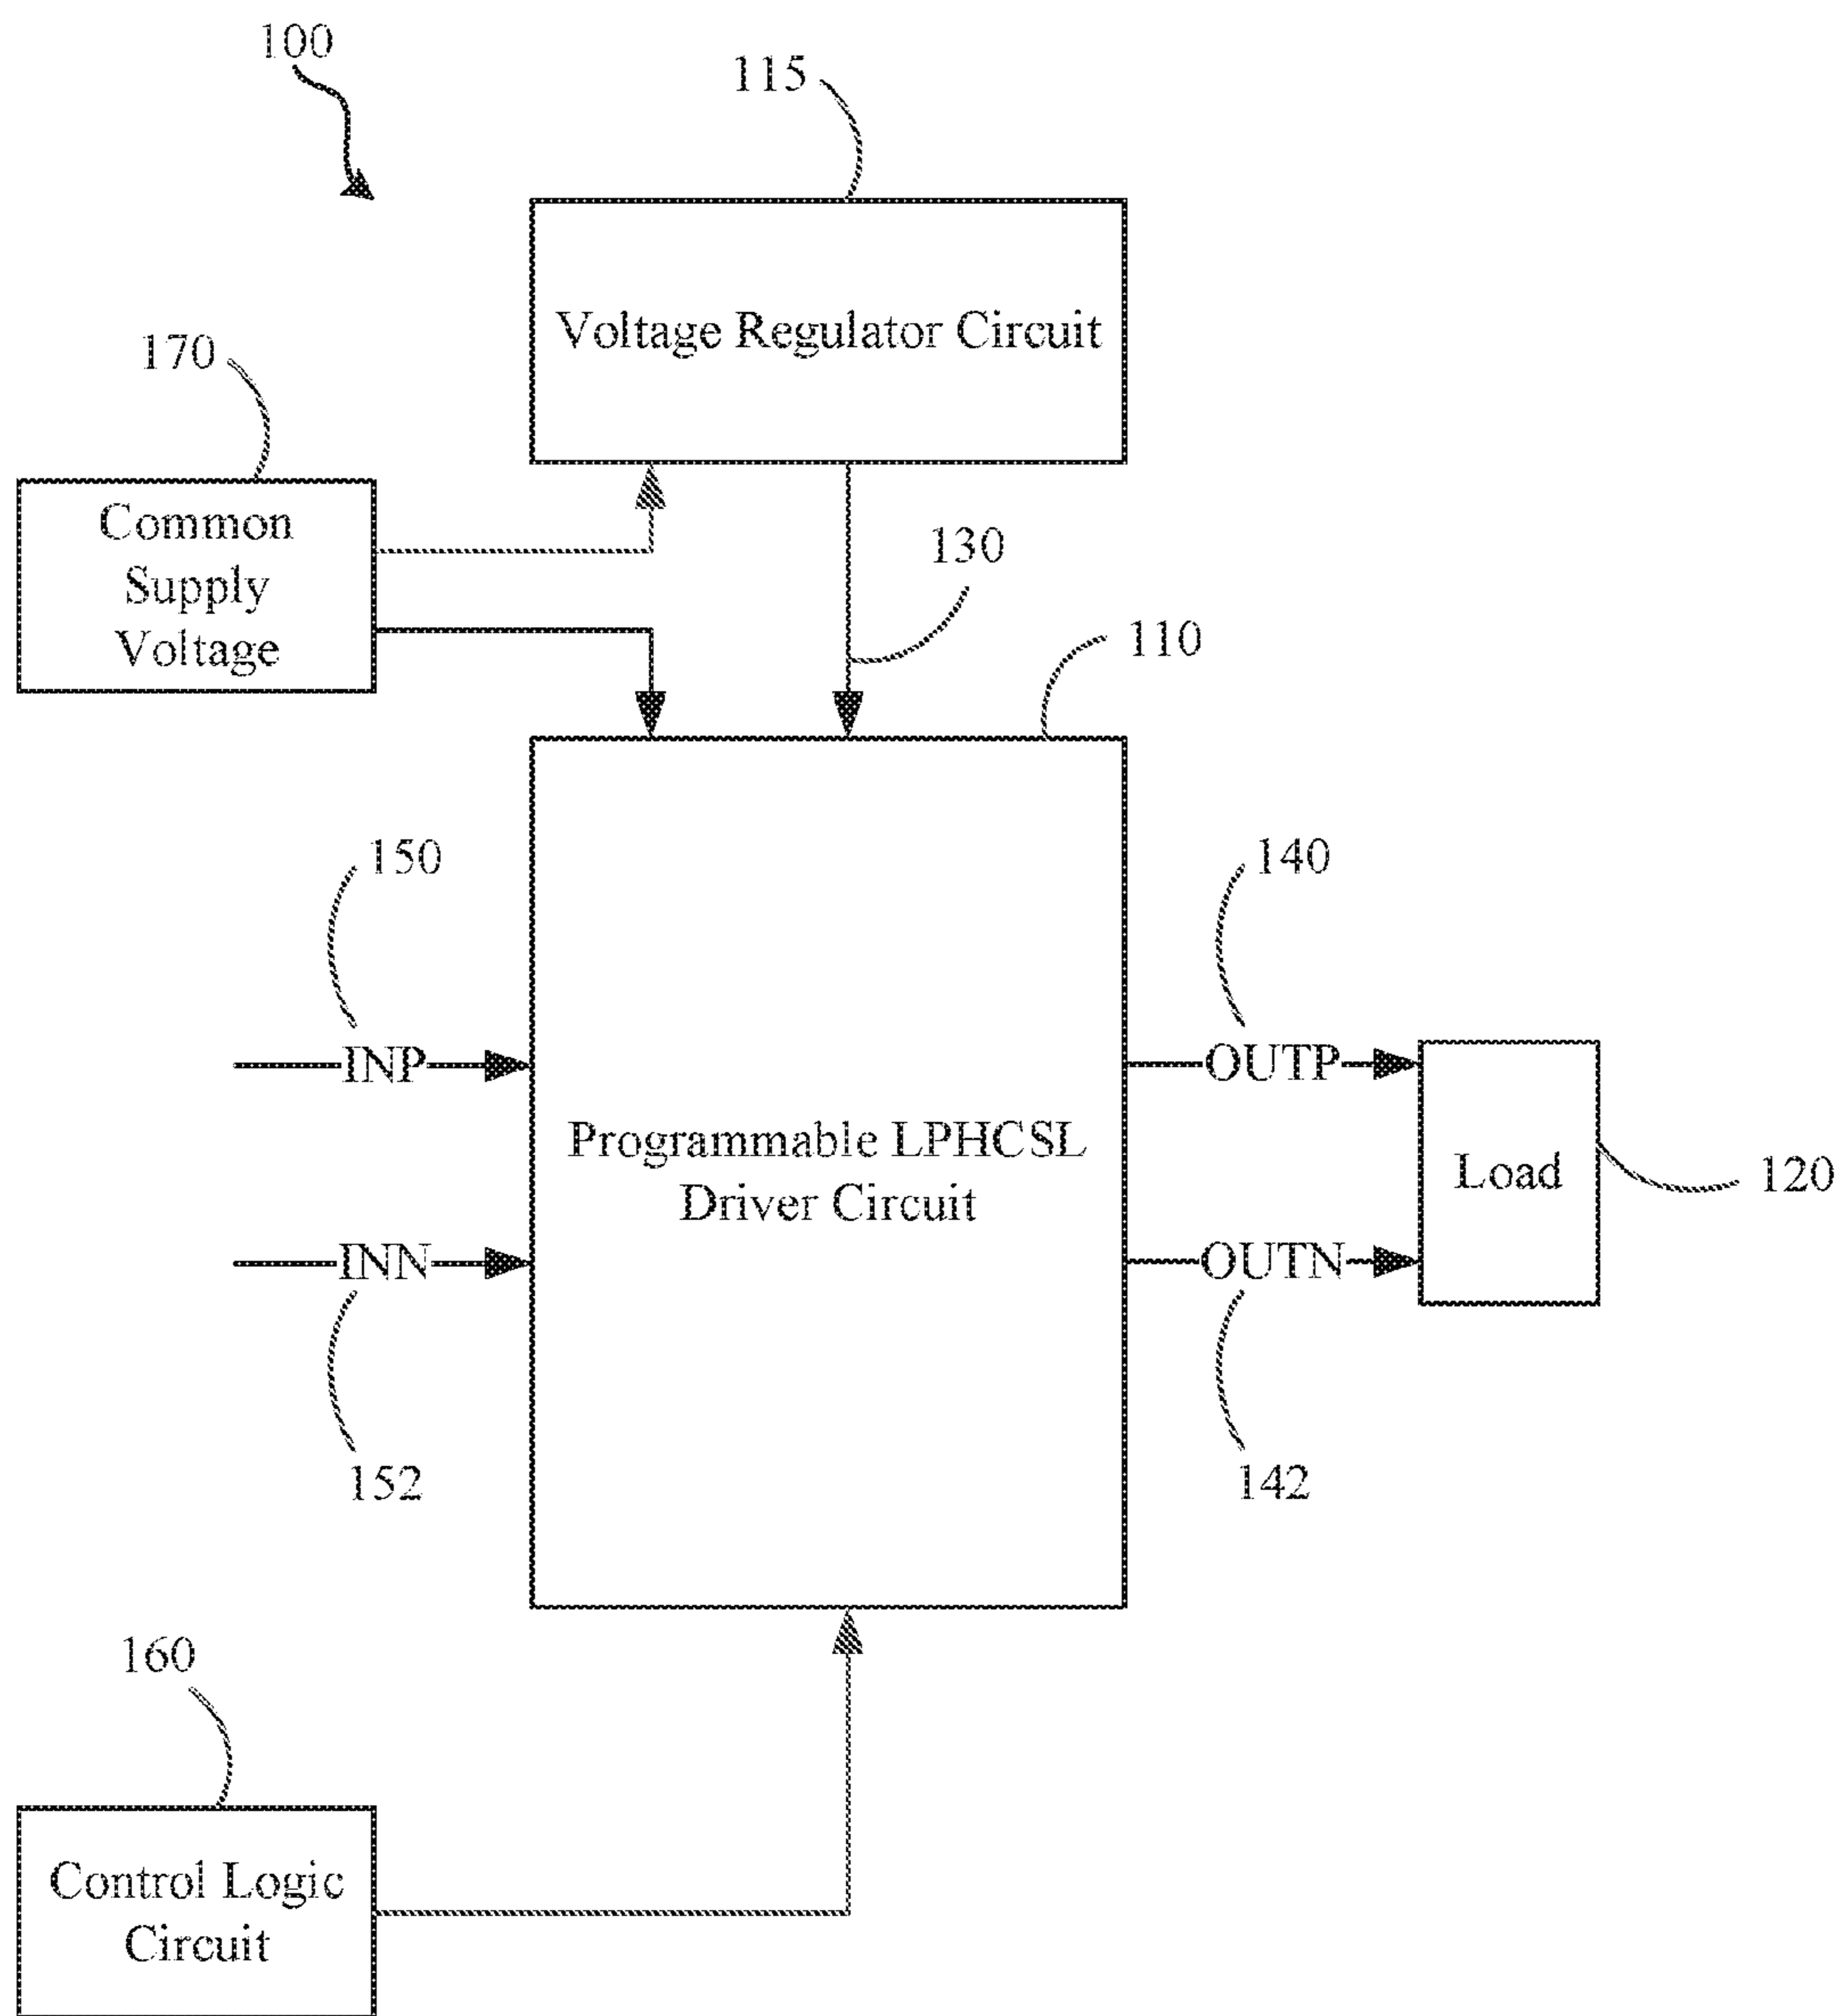 100
115
Voltage Regulator Circuit
170
Common
Supply
Voltage
130
110
150
140
INP
OUTP
Programmable LPHCSL
Driver Circuit
Load
120
INN
OUTN
152
142
160
Control Logic
Circuit